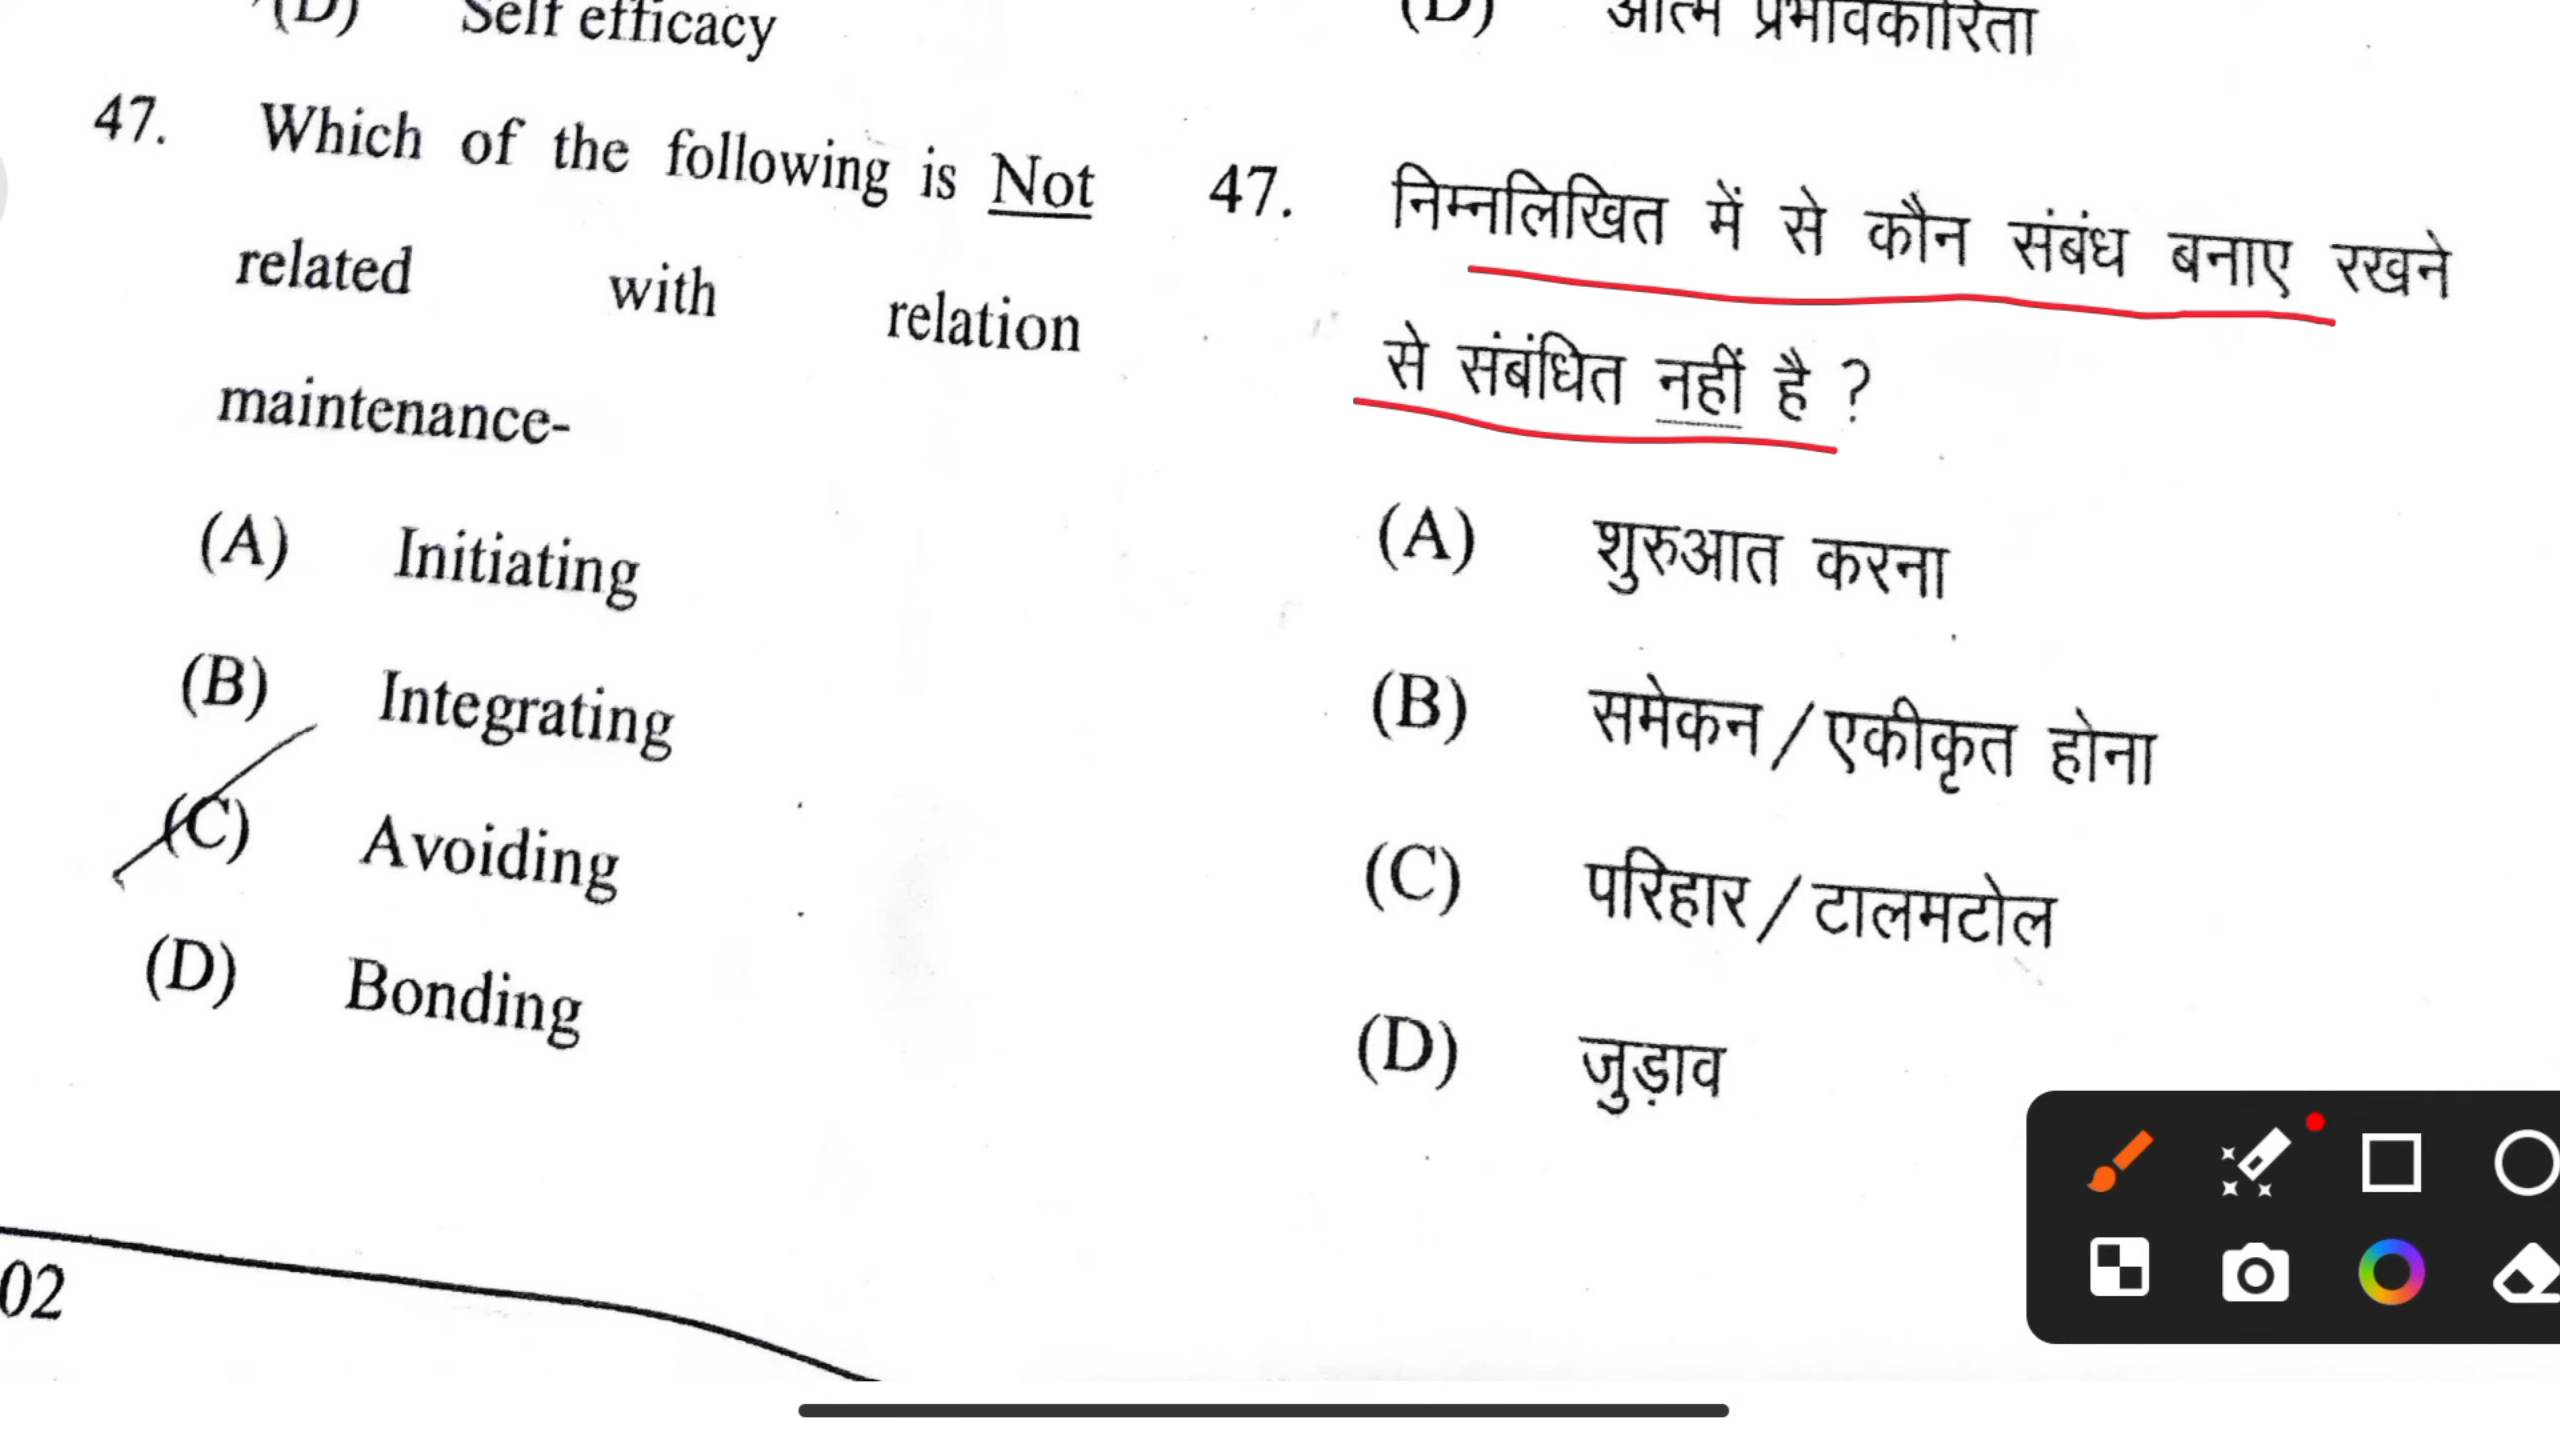 (D) Self efficacy
47. Which of the following is Not
related with relation
maintenance-
(A) Initiating
(B) Integrating
(C) Avoiding
(D) Bonding
02
(D) आत्म प्रभावकारिता
47. निम्नलिखित में से कौन संबंध बनाए रखने
से संबंधित नहीं है ?
(A) शुरुआत करना
(B) समेकन/एकीकृत होना
(C) परिहार/टालमटोल
(D) जुड़ाव